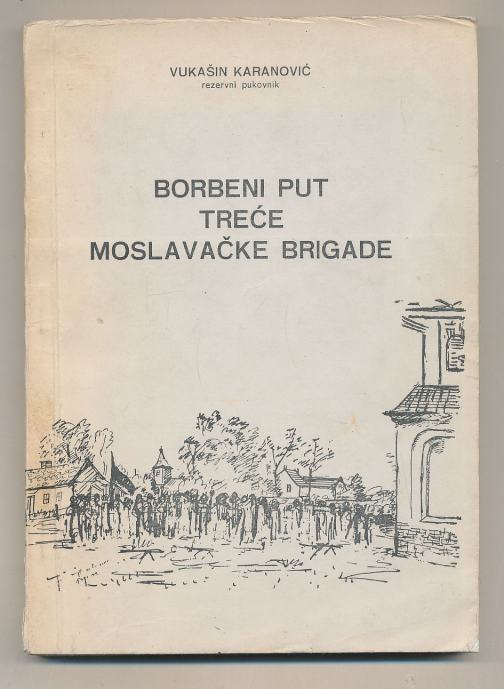 VUKAŠIN KARANOVIĆ
rezervni pukovnik
BORBENI PUT
TREĆE
MOSLAVAČKE BRIGADE